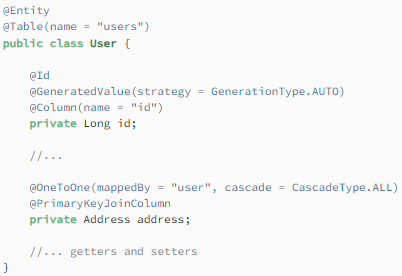 @Entity
@Table(name = "users")
public class User {
@Id
@GeneratedValue(strategy = GenerationType.AUTO)
@Column(name = "id")
private Long id;
//...
@OneToOne(mappedBy = "user", cascade = CascadeType.ALL)
@PrimaryKeyJoinColumn
private Address address;
//... getters and setters
}